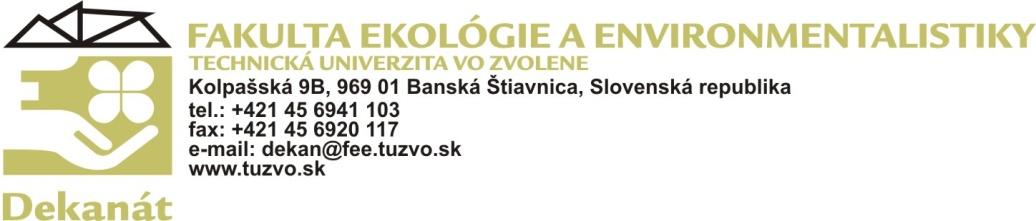 FAKULTA EKOLÓGIE A ENVIRONMENTALISTIKY
TECHNICKÁ UNIVERZITA VO ZVOLENE
Kolpašská 9B, 969 01 Banská Štiavnica, Slovenská republika
tel.: +421 45 6941 103
fax: +421 45 6920 117
e-mail: dekan@fee.tuzvo.sk
www.tuzvo.sk
Dekanát